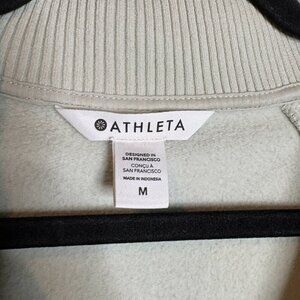 ATHLETA
DESIGNED IN
SAN FRANCISCO
CONÇU À
SAN FRANCISCO
MADE IN INDONESIA
M